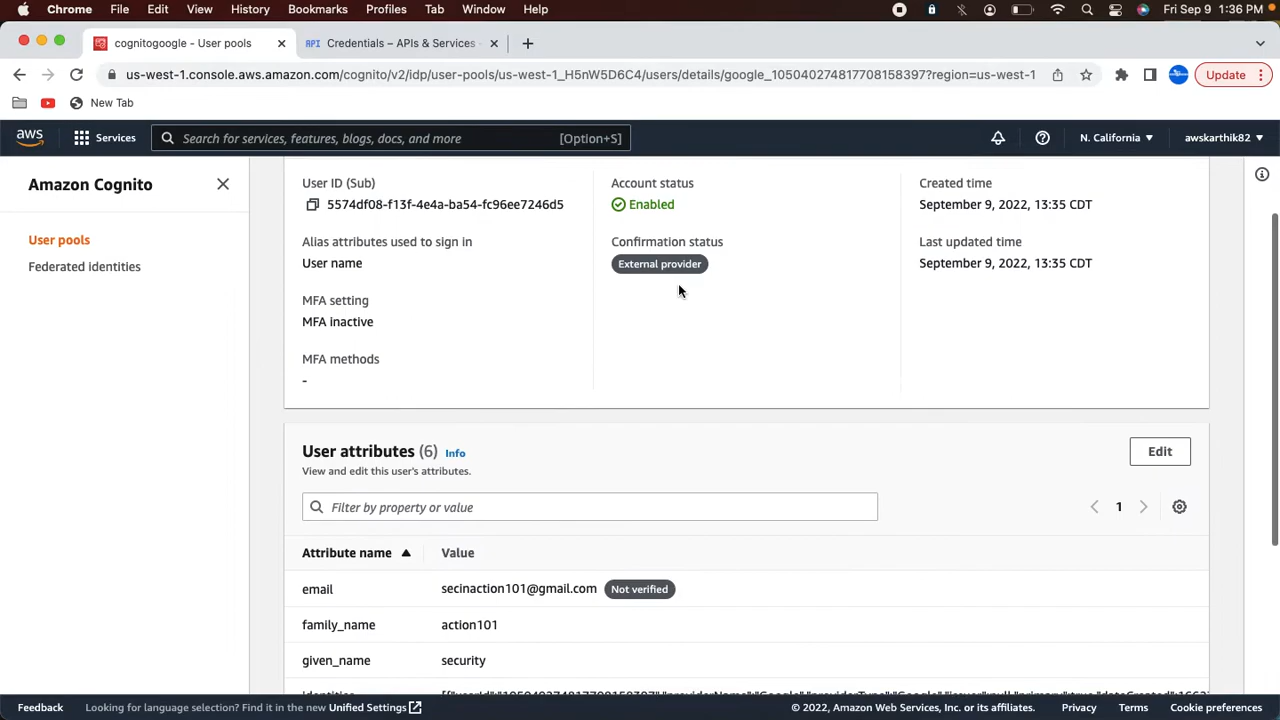 Chrome File Edit View History Bookmarks Profiles Tab Window Help Fri Sep 9 1:36 PM
cognitogoogle - User pools
API Credentials – APIs & Services -
us-west-1.console.aws.amazon.com/cognito/v2/idp/user-pools/us-west-1_H5nW5D6C4/users/details/google_105040274817708158397?region=us-west-1
Update
New Tab
aws Services Search for services, features, blogs, docs, and more [Option+S] N. California awskarthik82
Amazon Cognito
User pools
Federated identities
User ID (Sub)
5574df08-f13f-4e4a-ba54-fc96ee7246d5
Alias attributes used to sign in
User name
MFA setting
MFA inactive
MFA methods
-
Account status
Enabled
Confirmation status
External provider
Created time
September 9, 2022, 13:35 CDT
Last updated time
September 9, 2022, 13:35 CDT
User attributes (6) Info
View and edit this user's attributes.
Edit
Filter by property or value
1
Attribute name Value
email secinaction101@gmail.com Not verified
family_name action101
given_name security
Feedback Looking for language selection? Find it in the new Unified Settings © 2022, Amazon Web Services, Inc. or its affiliates. Privacy Terms Cookie preferences